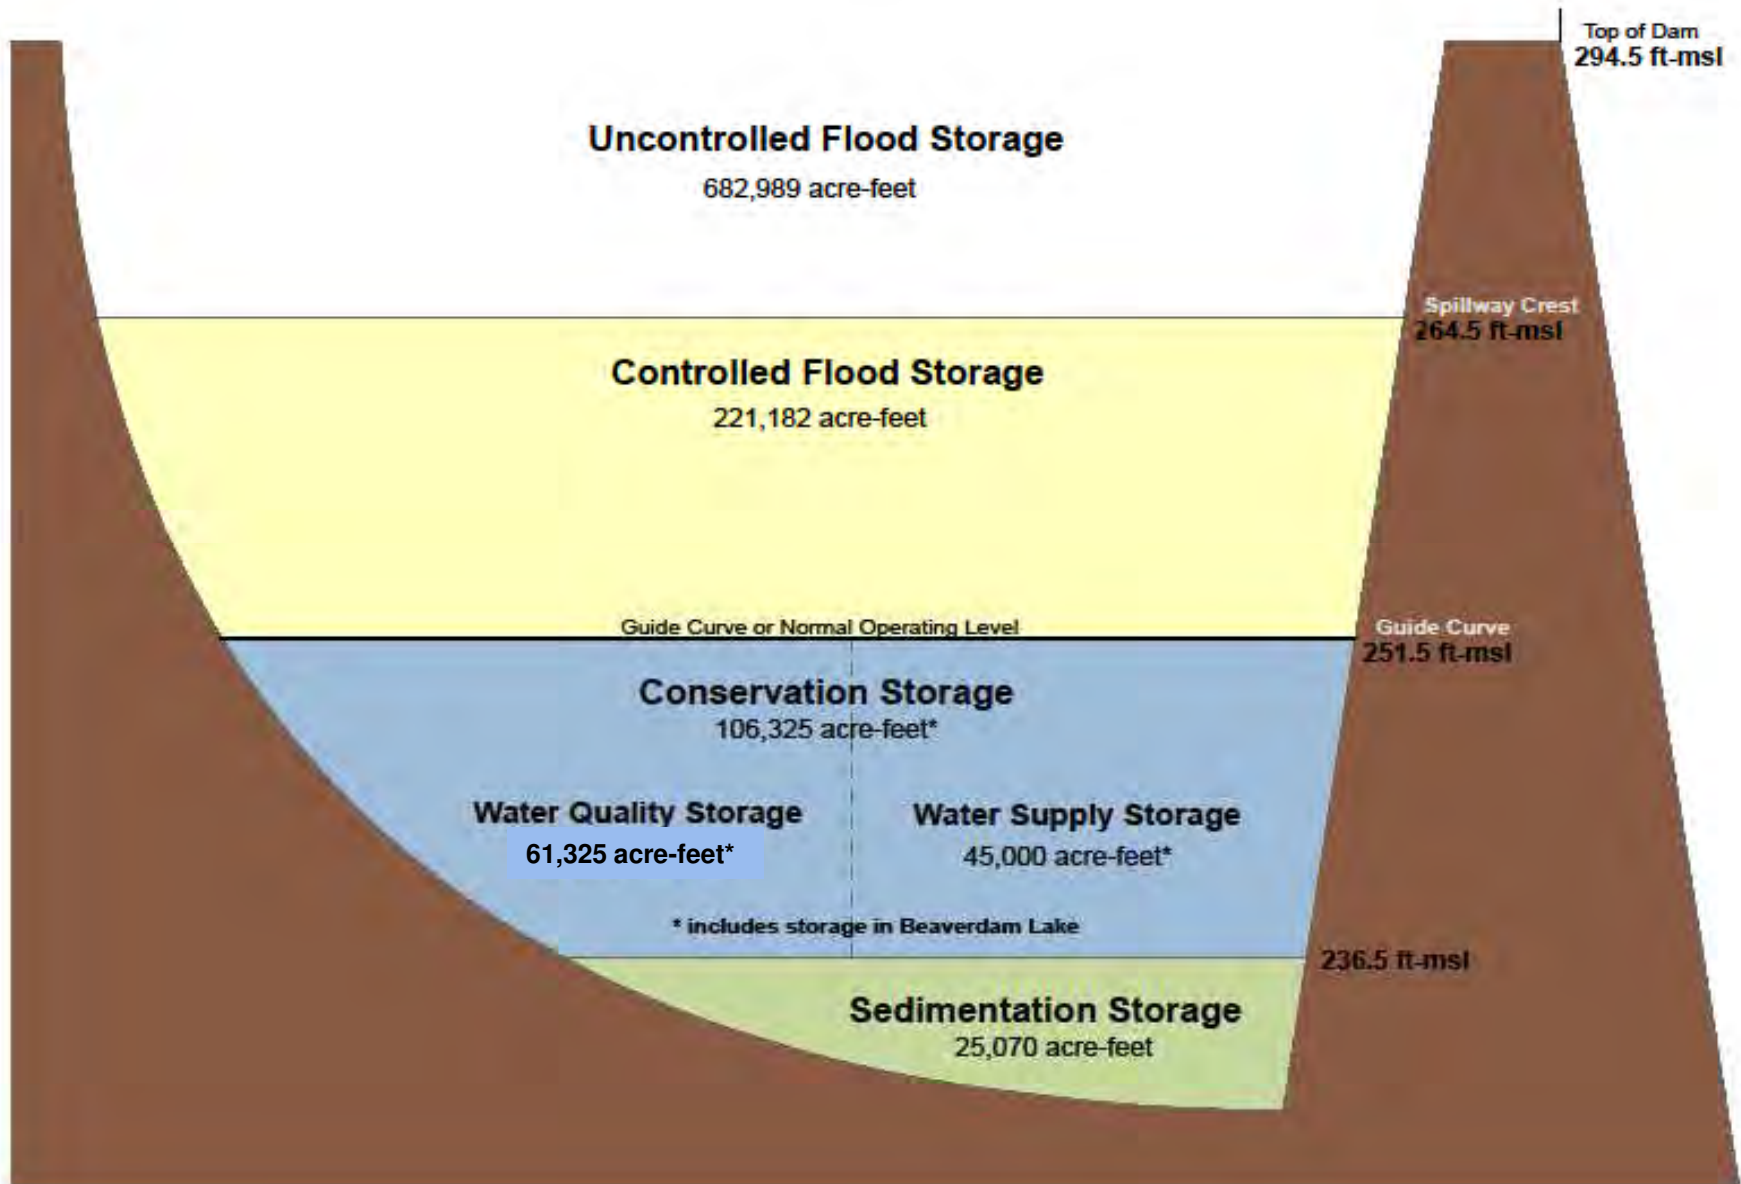 Top of Dam
294.5 ft-msl
Uncontrolled Flood Storage
682,989 acre-feet
Spillway Crest
264.5 ft-msl
Controlled Flood Storage
221,182 acre-feet
Guide Curve or Normal Operating Level
Guide Curve
251.5 ft-msl
Conservation Storage
106,325 acre-feet*
Water Quality Storage
61,325 acre-feet*
Water Supply Storage
45,000 acre-feet*
* includes storage in Beaverdam Lake
236.5 ft-msl
Sedimentation Storage
25,070 acre-feet